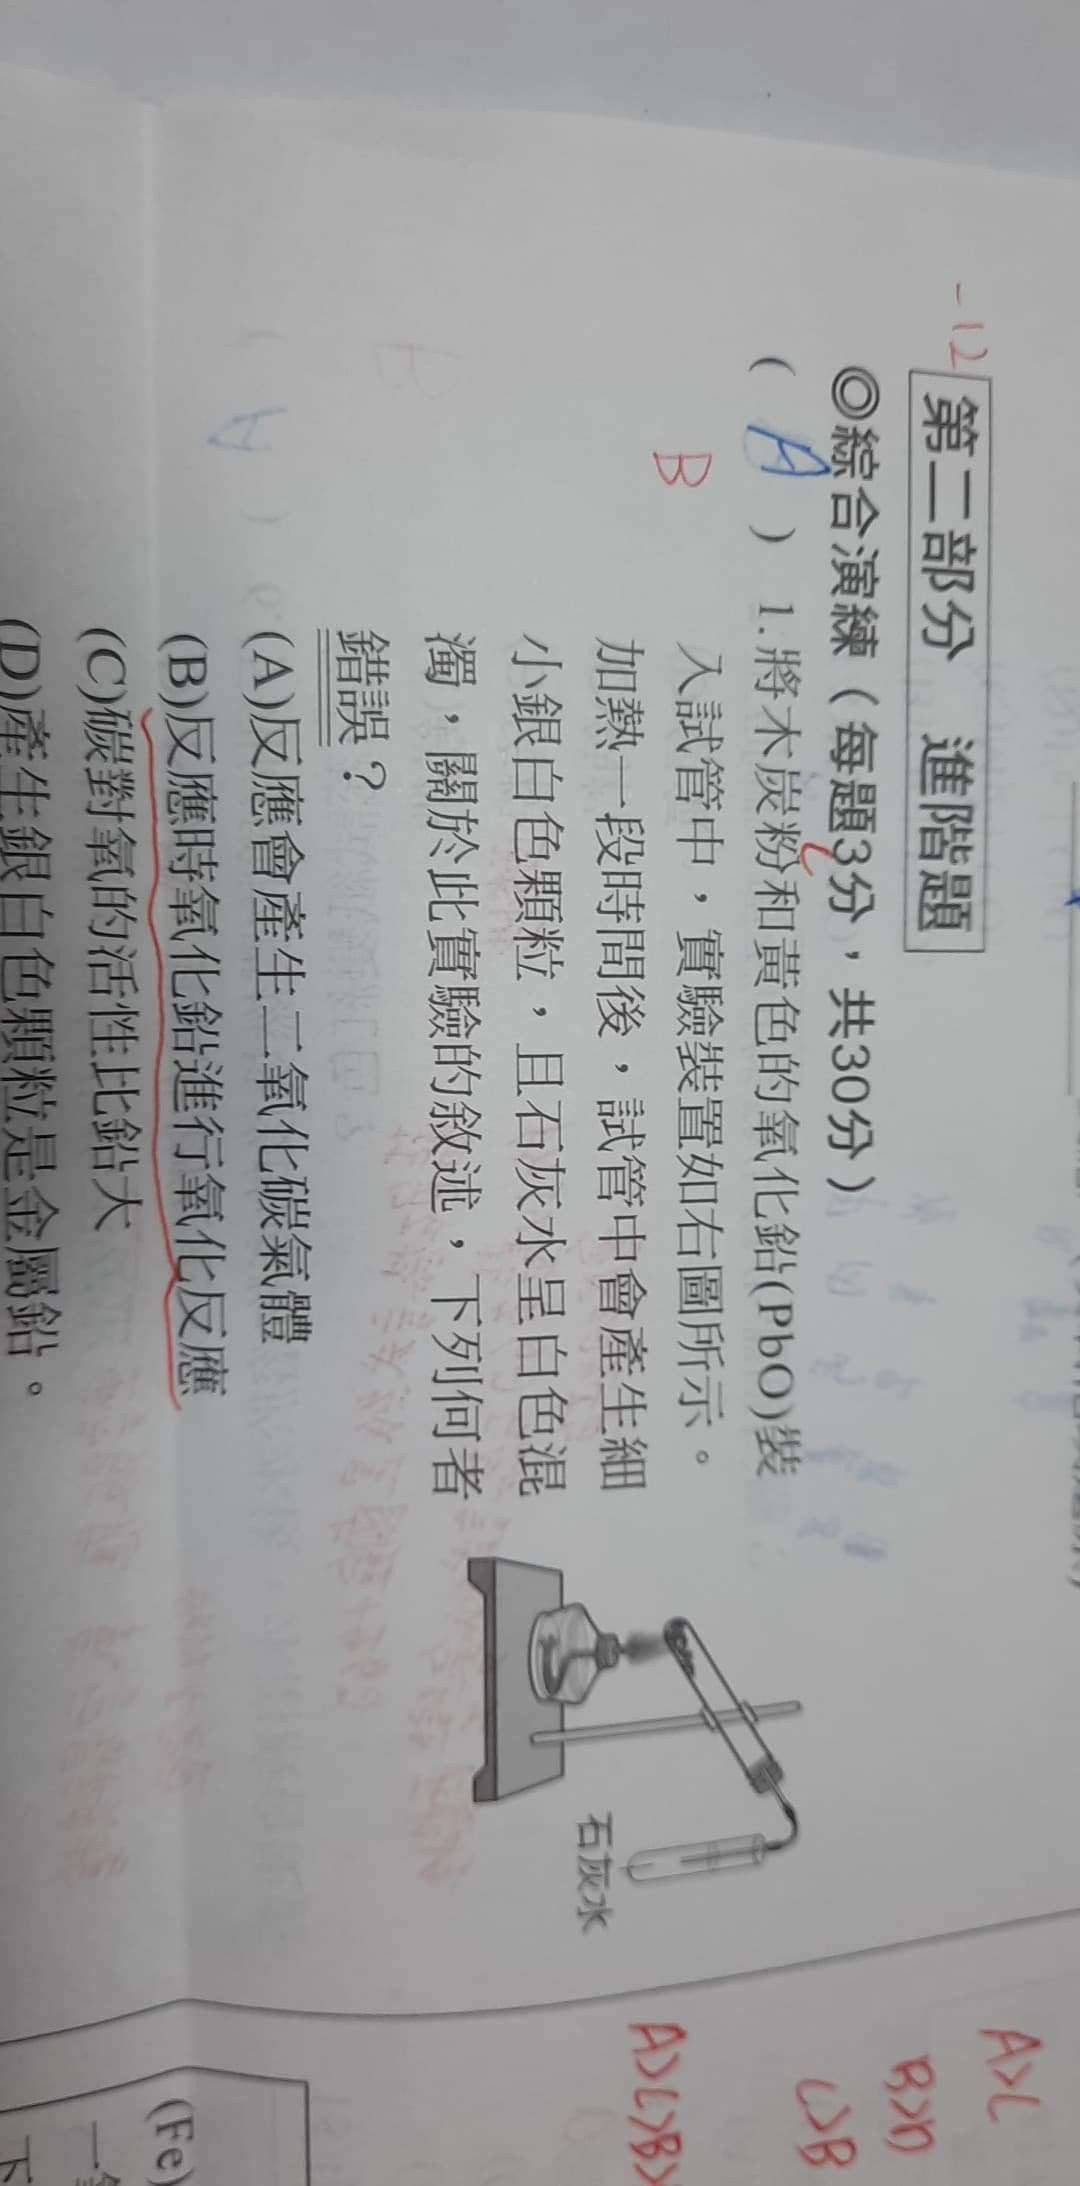 -12
第二部分 進階題
◎綜合演練（每題3分，共30分）
( A ) 1.將木炭粉和黃色的氧化鉛(PbO)裝
B
入試管中，實驗裝置如右圖所示。
加熱一段時間後，試管中會產生細
小銀白色顆粒，且石灰水呈白色混
濁，關於此實驗的敘述，下列何者
錯誤？
(A)反應會產生二氧化碳氣體
(B)反應時氧化鉛進行氧化反應
(C)碳對氧的活性比鉛大
(D)產生銀白色顆粒是金屬鉛。
石灰水
A>C
B>D
C>B
A>C>B>
(Fe)